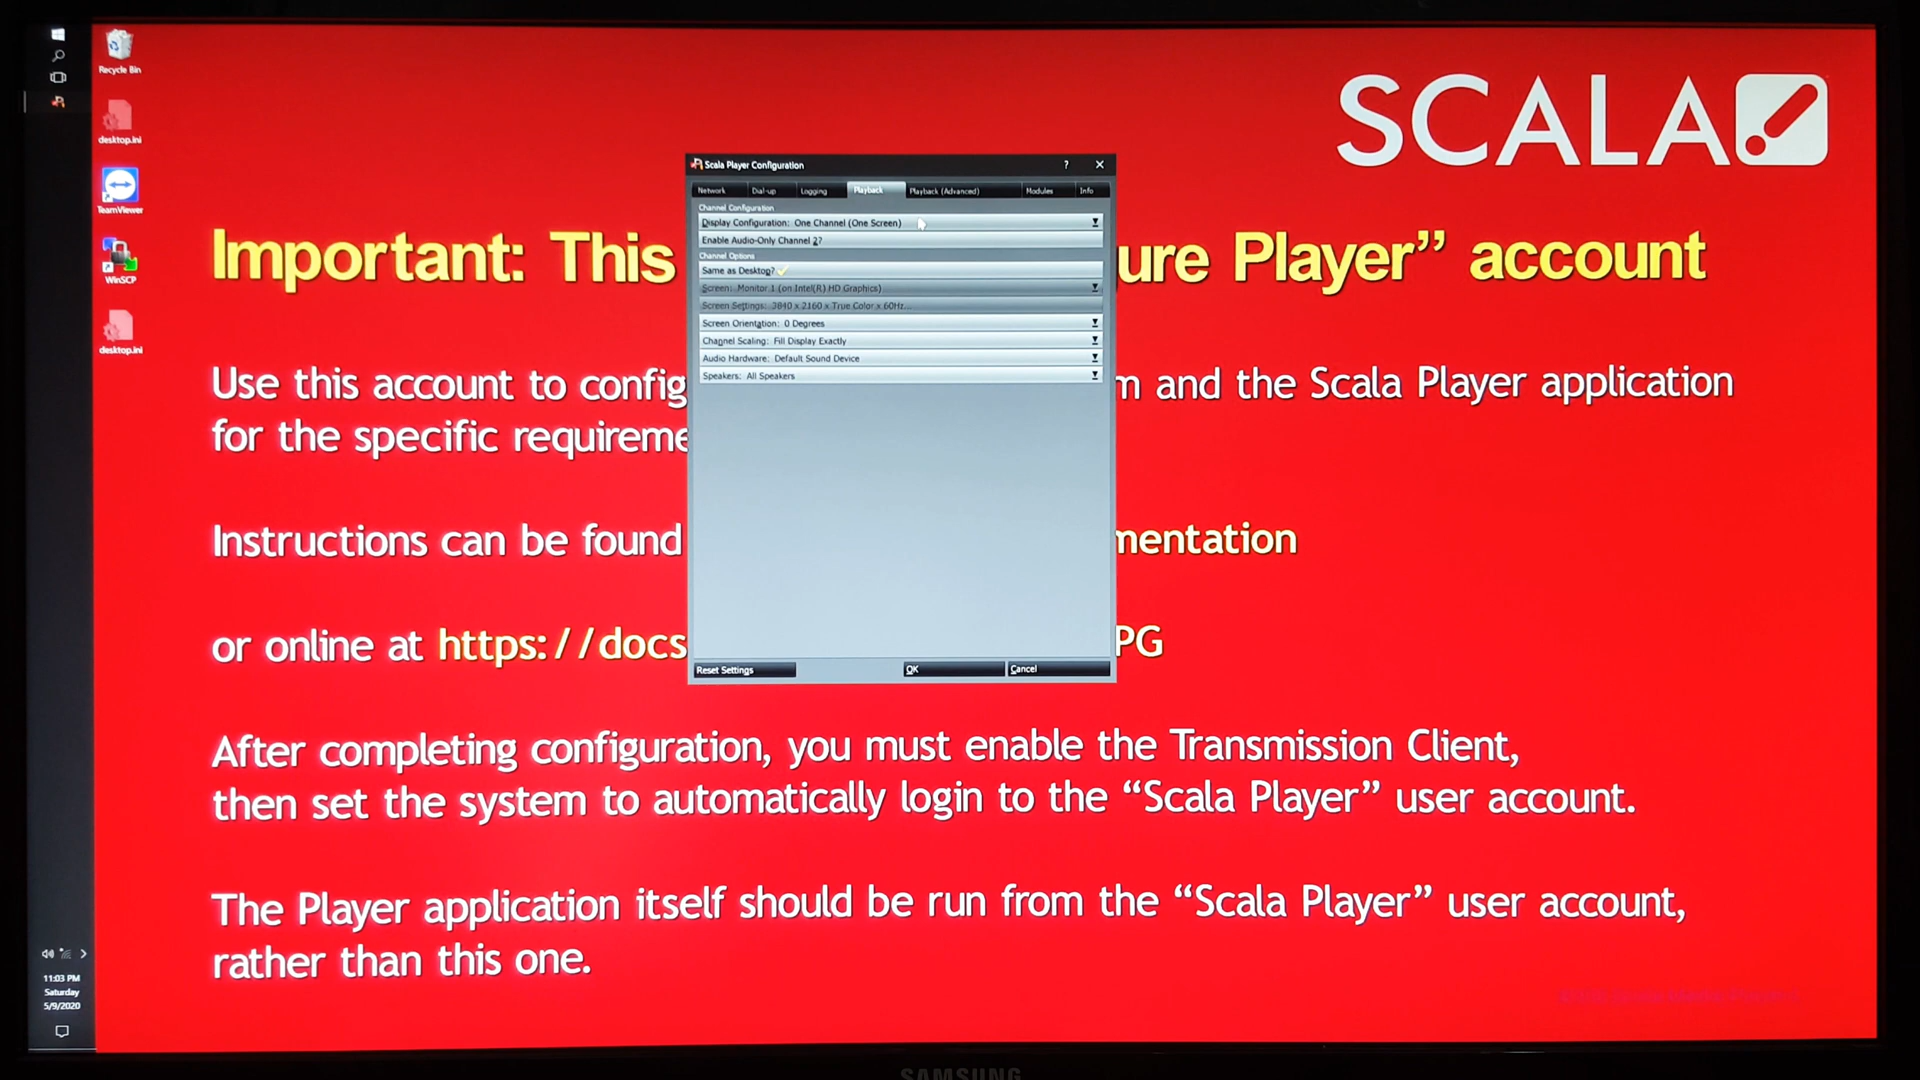 Recycle Bin
desktop.ini
TeamViewer
WinSCP
desktop.ini
SCALA
Important: This
ure Player” account
Use this account to config
m and the Scala Player application
for the specific requireme
Instructions can be found
mentation
or online at https://docs
PG
After completing configuration, you must enable the Transmission Client,
then set the system to automatically login to the “Scala Player” user account.
The Player application itself should be run from the “Scala Player” user account,
rather than this one.
Scala Player Configuration
?
Network
Dial-up
Logging
Playback
Playback (Advanced)
Modules
Info
Channel Configuration
Display Configuration: One Channel (One Screen)
Enable Audio-Only Channel 2?
Channel Options
Same as Desktop?
Screen: Monitor 1 (on Intel(R) HD Graphics)
Screen Settings: 3840 x 2160 x True Color x 60Hz...
Screen Orientation: 0 Degrees
Channel Scaling: Fill Display Exactly
Audio Hardware: Default Sound Device
Speakers: All Speakers
Reset Settings
OK
Cancel
11:03 PM
Saturday
5/9/2020
SAMSUNG